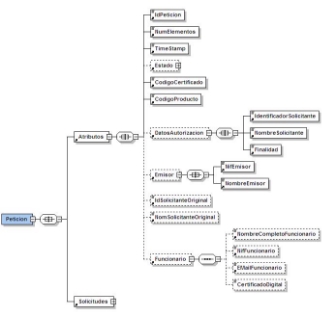 IdPeticion
NumElementos
TimeStamp
Estado
CodigoCertificado
CodigoProducto
Atributos
DatosAutorizacion
IdentificadorSolicitante
NombreSolicitante
Finalidad
Emisor
NifEmisor
NombreEmisor
IdSolicitanteOriginal
NomSolicitanteOriginal
Peticion
Funcionario
NombreCompletoFuncionario
NifFuncionario
EMailFuncionario
CertificadoDigital
Solicitudes